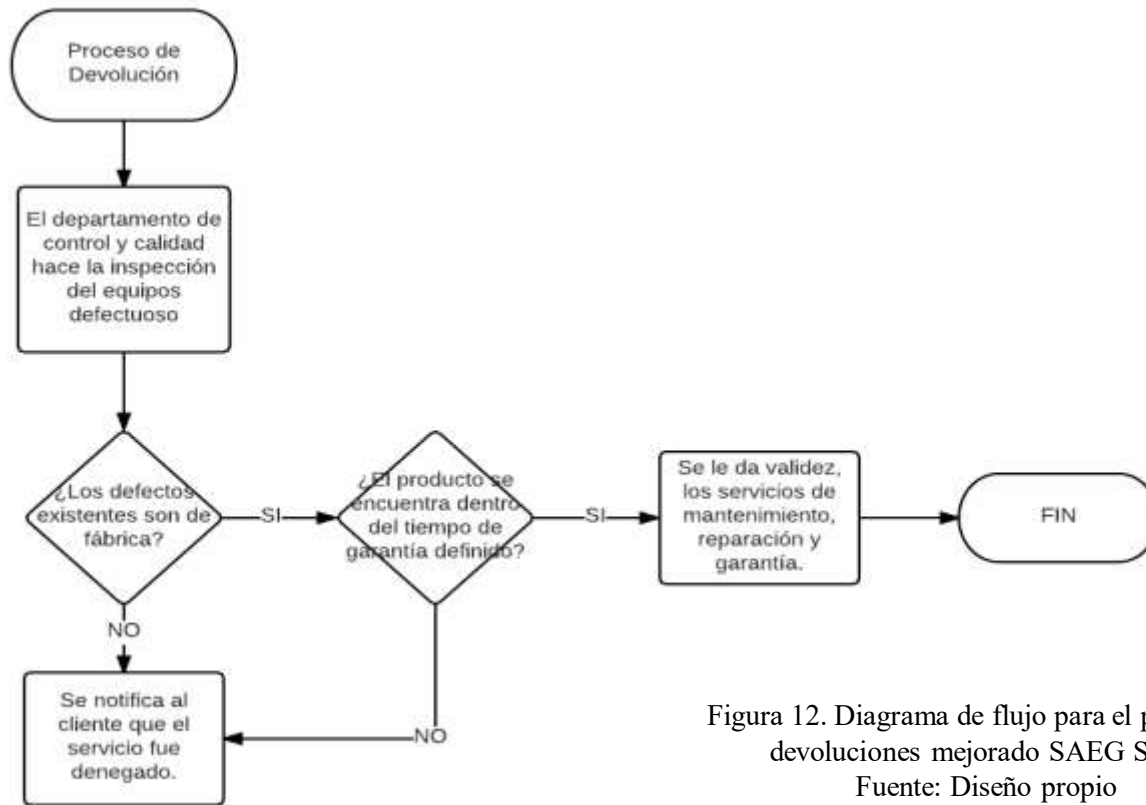 Proceso de
Devolución
El departamento de
control y calidad
hace la inspección
del equipos
defectuoso
¿Los defectos
existentes son de
fábrica?
SI
¿El producto se
encuentra dentro
del tiempo de
garantía definido?
SI
Se le da validez,
los servicios de
mantenimiento,
reparación y
garantía.
FIN
NO
Se notifica al
cliente que el
servicio fue
denegado.
NO
Figura 12. Diagrama de flujo para el
devoluciones mejorado SAEG
Fuente: Diseño propio